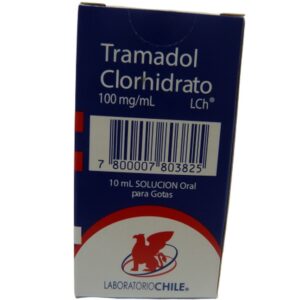 Tramadol
Clorhidrato
100 mg/mL LCh®
7 800007 803825
10 mL SOLUCION Oral
para Gotas
LABORATORIOCHILE®